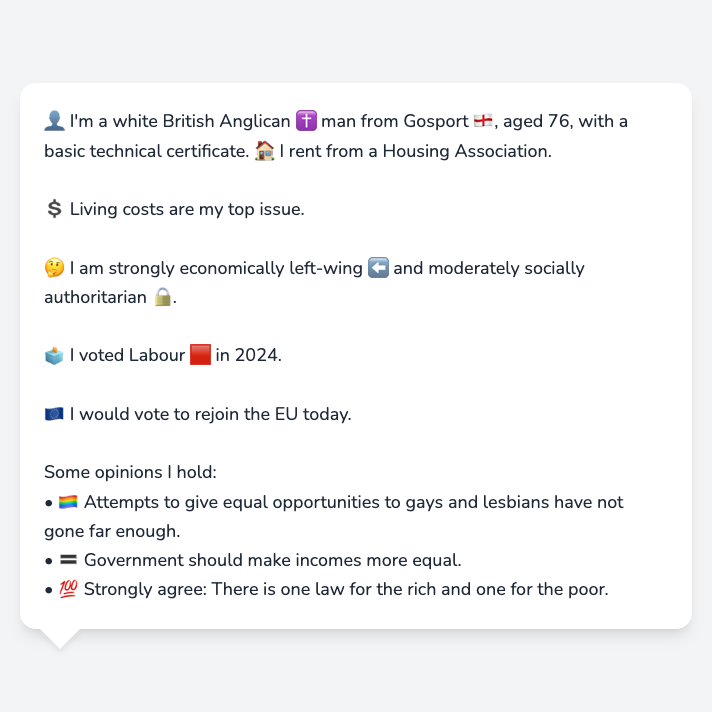 👤 I'm a white British Anglican ✝️ man from Gosport 🏴󠁧󠁢󠁥󠁮󠁧󠁿, aged 76, with a
basic technical certificate. 🏠 I rent from a Housing Association.
💲 Living costs are my top issue.
🤔 I am strongly economically left-wing ⬅️ and moderately socially
authoritarian 🔒.
🗳️ I voted Labour 🟥 in 2024.
🇪🇺 I would vote to rejoin the EU today.
Some opinions I hold:
• 🏳️‍🌈 Attempts to give equal opportunities to gays and lesbians have not
gone far enough.
• 🟰 Government should make incomes more equal.
• 💯 Strongly agree: There is one law for the rich and one for the poor.